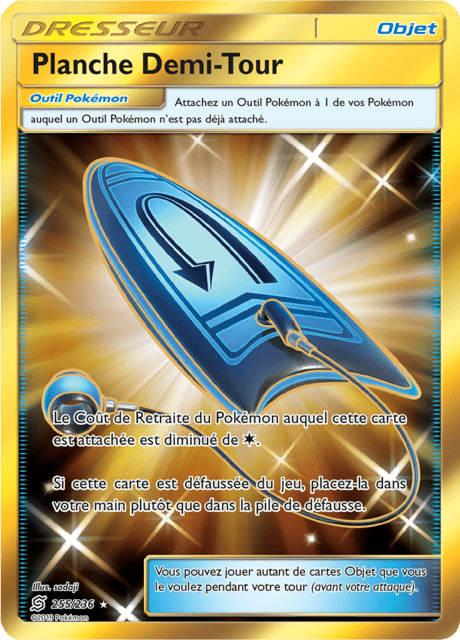 DRESSEUR
Objet
Planche Demi-Tour
Outil Pokémon
Attachez un Outil Pokémon à 1 de vos Pokémon
auquel un Outil Pokémon n'est pas déjà attaché.
Le Coût de Retraite du Pokémon auquel cette carte
est attachée est diminué de .
Si cette carte est défaussée du jeu, placez-la dans
votre main plutôt que dans la pile de défausse.
Vous pouvez jouer autant de cartes Objet que vous
le voulez pendant votre tour (avant votre attaque).
Illus. sadaji
255/236
©2019 Pokémon